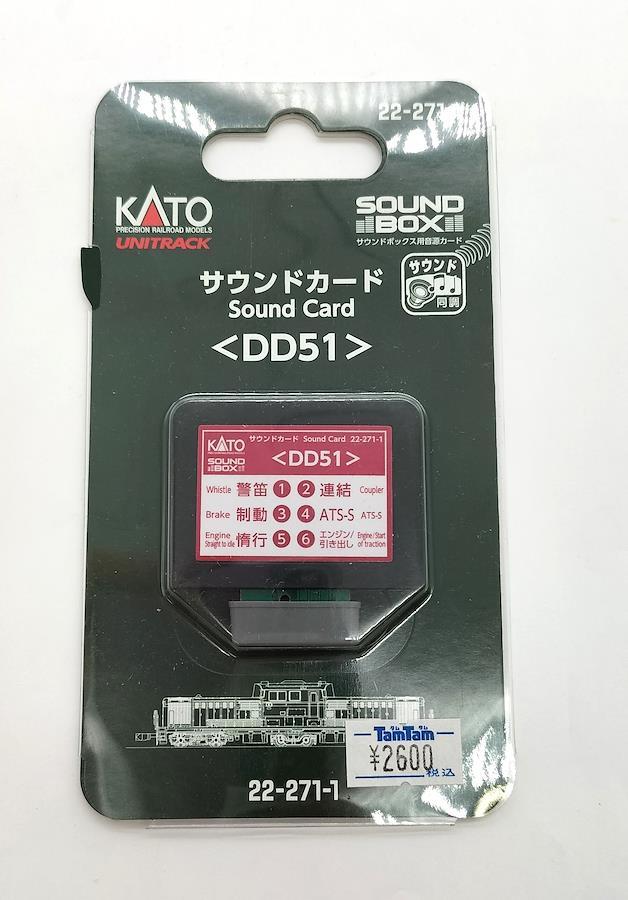 22-271-1
KATO
PRECISION RAILROAD MODELS
UNITRACK
SOUND
BOX
サウンドボックス用音源カード
サウンド
同調
サウンドカード
Sound Card
<DD51>
KATO サウンドカード Sound Card 22-271-1
SOUND
BOX
<DD51>
Whistle 警笛 1 2 連結 Coupler
Brake 制動 3 4 ATS-S ATS-S
Engine
Straight to idle 惰行 5 6 エンジン/
引き出し Engine/Start
of traction
TamTam
タム タム
¥2600
税込
22-271-1